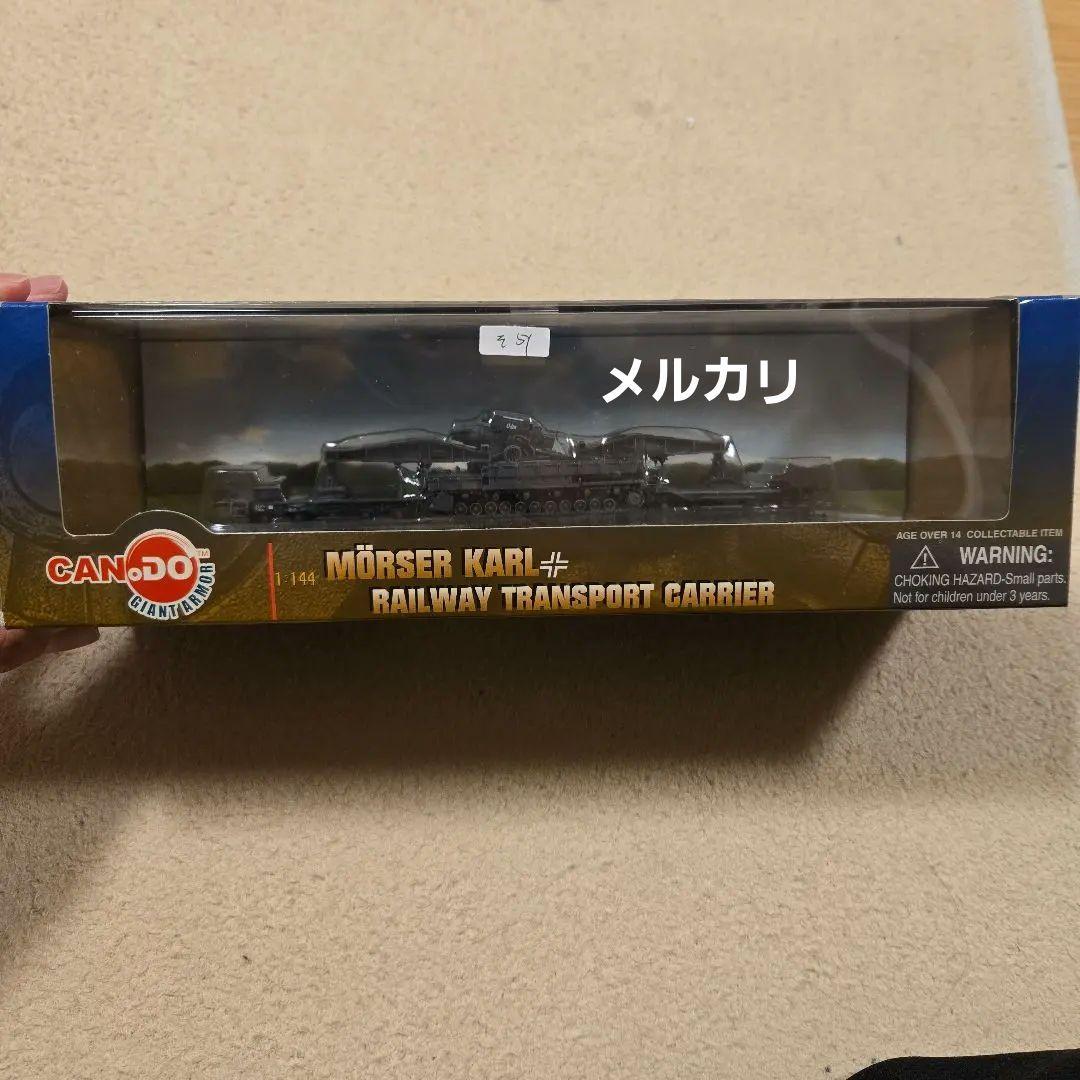 メルカリ
CAN.DO™
GIANT ARMOR
1:144
MÖRSER KARL
RAILWAY TRANSPORT CARRIER
AGE OVER 14 COLLECTABLE ITEM
WARNING:
CHOKING HAZARD-Small parts.
Not for children under 3 years.